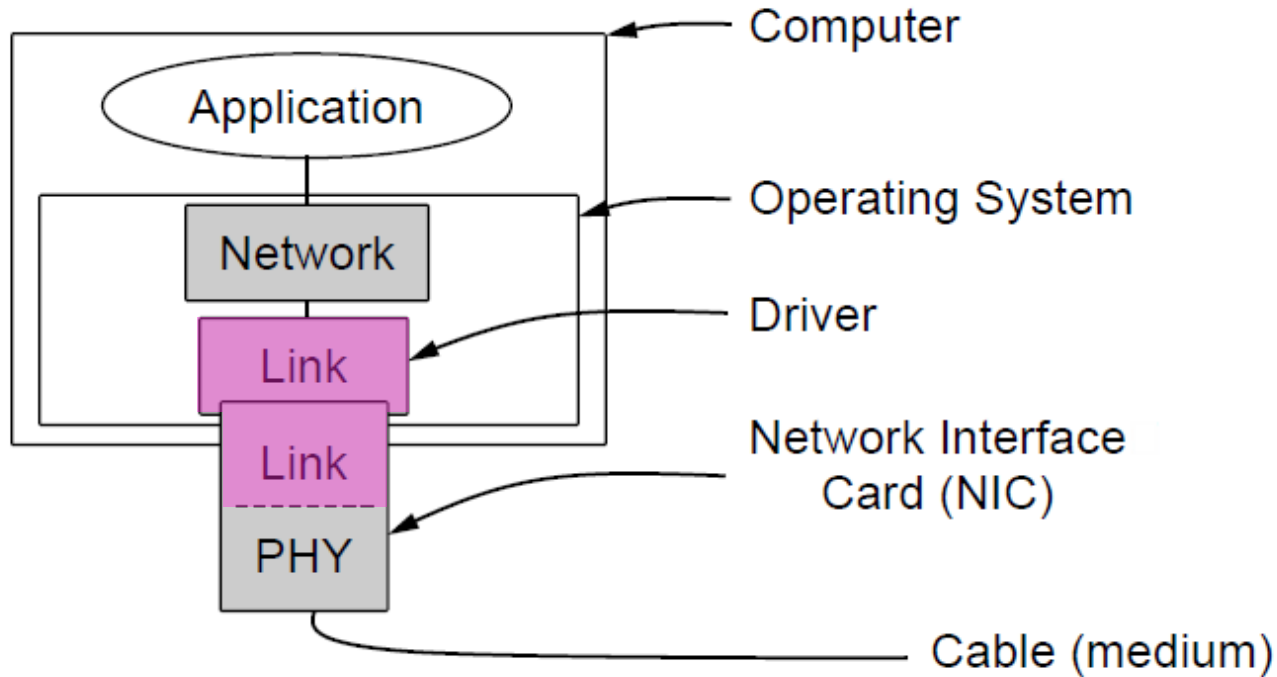 Computer
Application
Operating System
Network
Driver
Link
Network Interface
Card (NIC)
Link
PHY
Cable (medium)